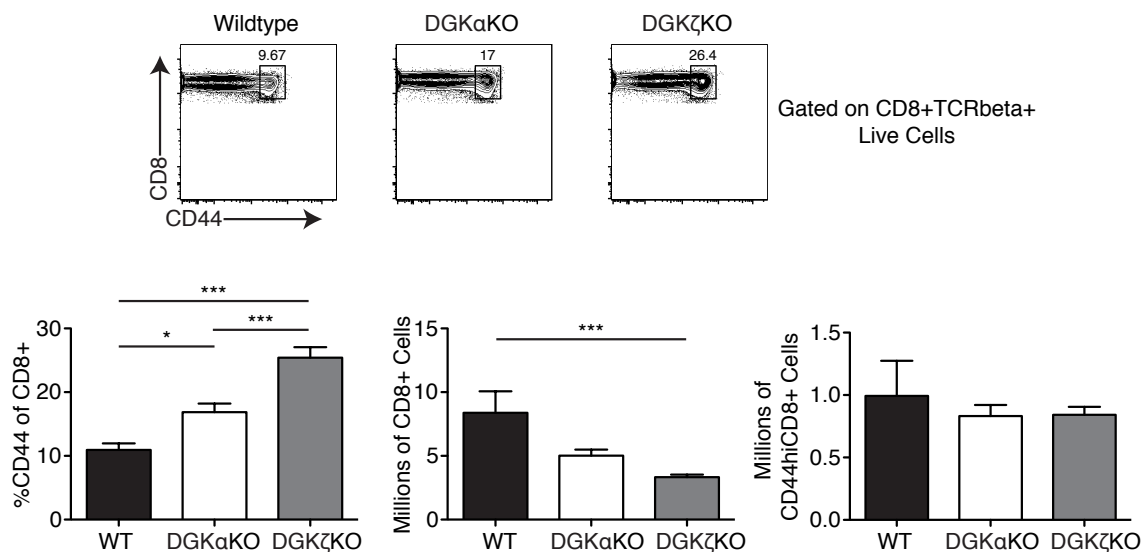 Wildtype
DGKαKO
DGKζKO
9.67
17
26.4
CD8
CD44
Gated on CD8+TCRbeta+
Live Cells
%CD44 of CD8+
30
20
10
0
***
*
***
WT
DGKαKO
DGKζKO
Millions of CD8+ Cells
15
10
5
0
***
WT
DGKαKO
DGKζKO
Millions of
CD44hiCD8+ Cells
1.5
1.0
0.5
0.0
WT
DGKαKO
DGKζKO